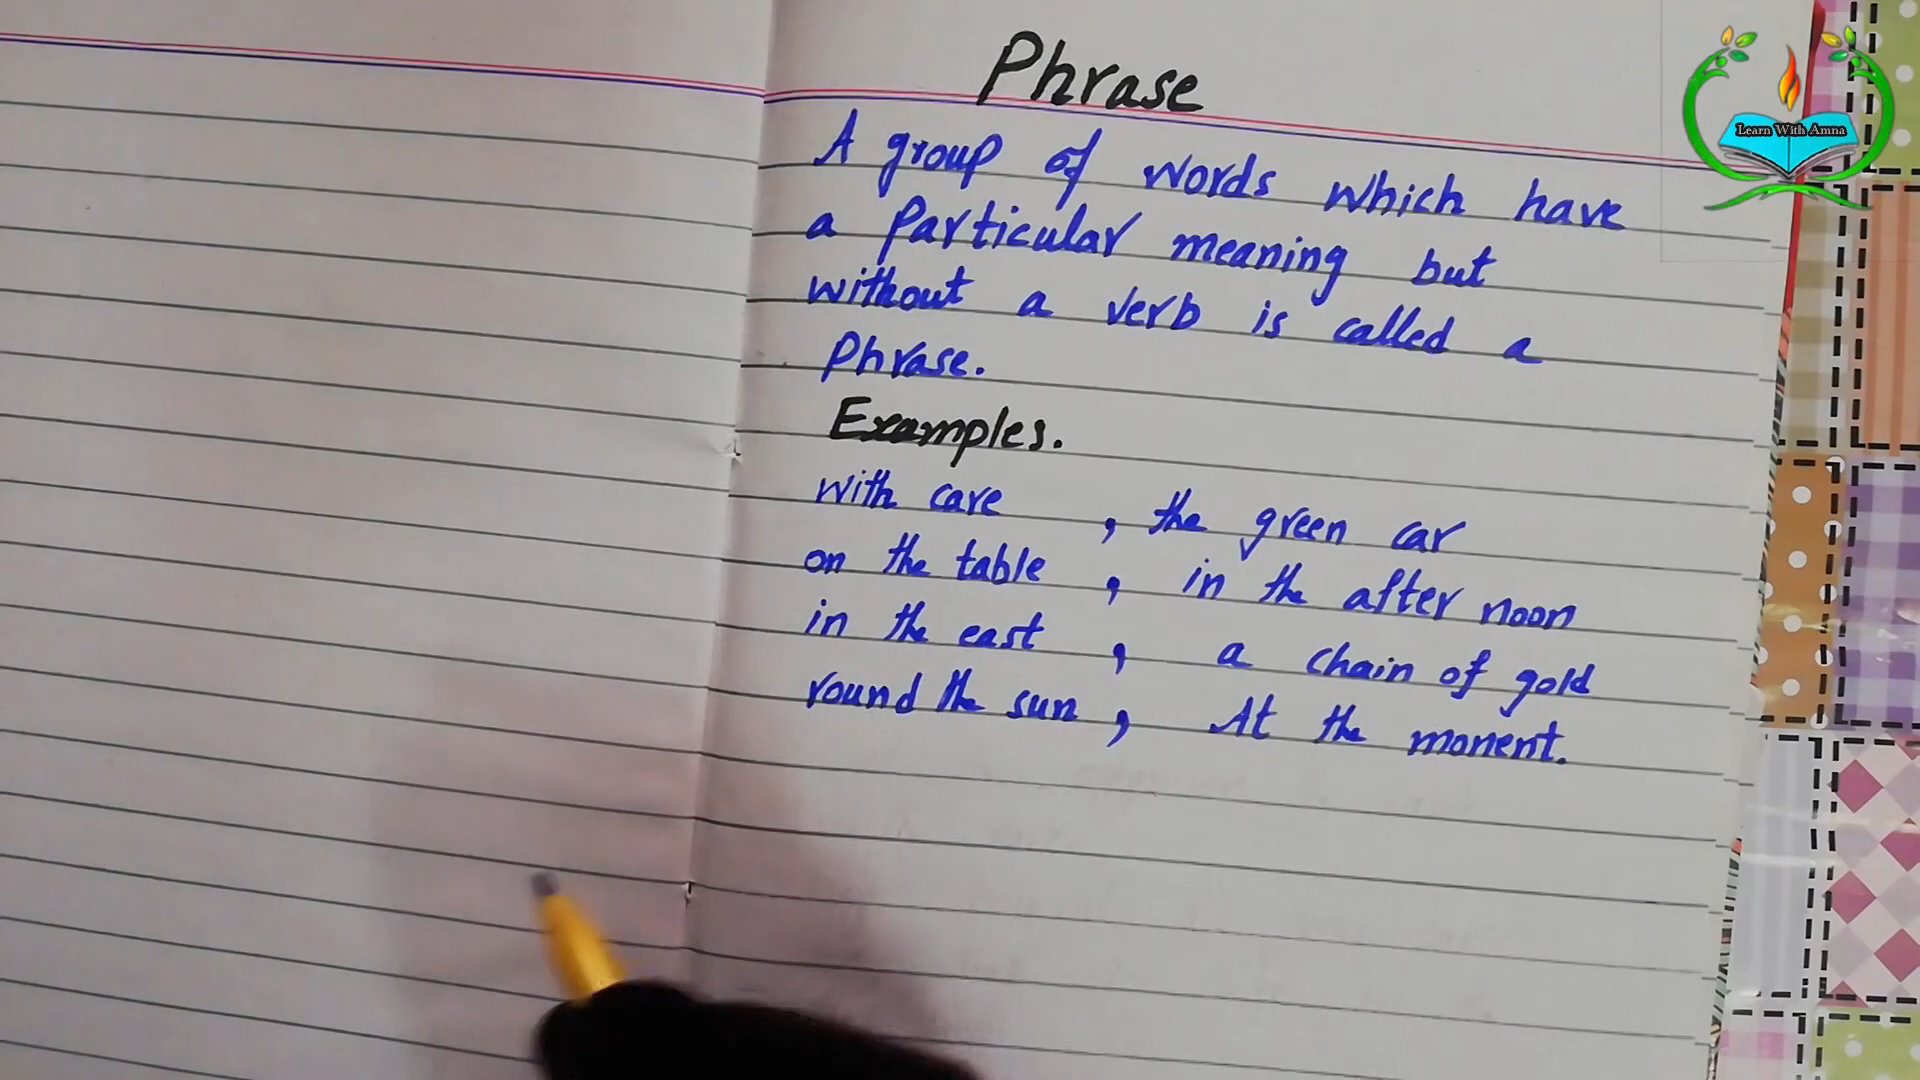 Phrase
A group of words which have
a particular meaning but
without a verb is called a
Phrase.
Examples.
with care , the green car
on the table , in the after noon
in the east , a chain of gold
round the sun , At the monent.
Learn With Amna